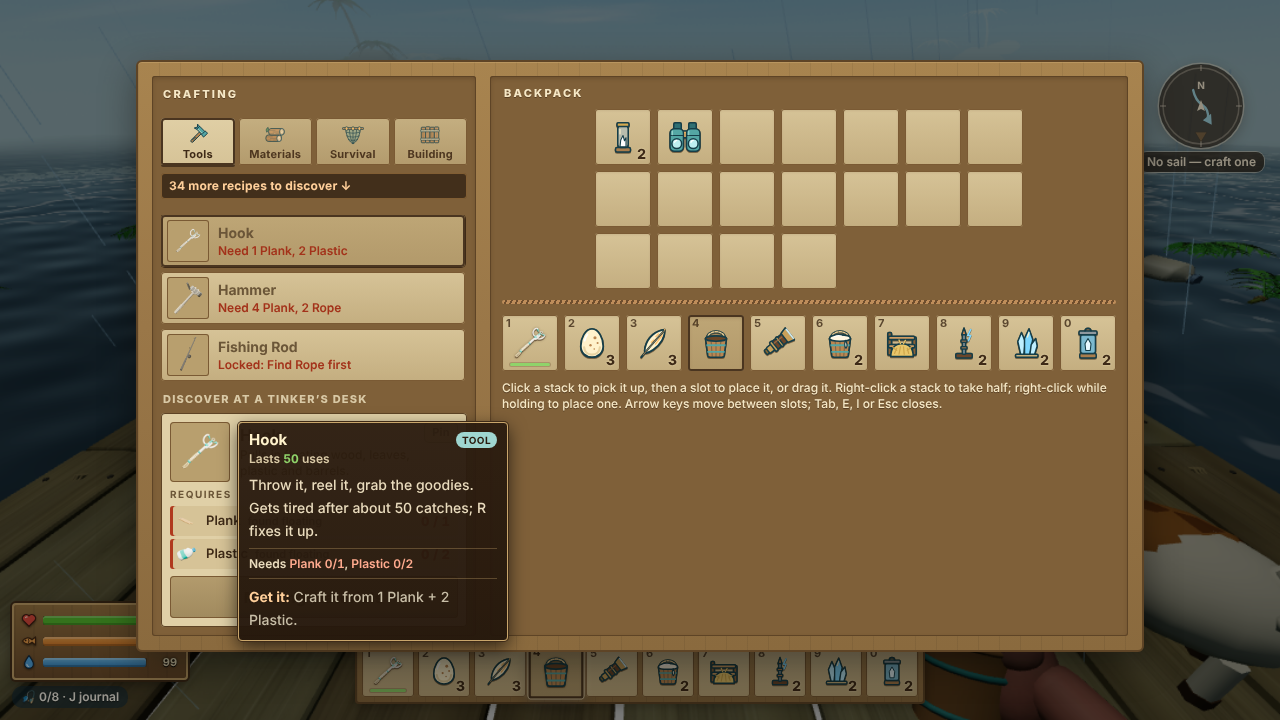 CRAFTING
Tools
Materials
Survival
Building
34 more recipes to discover ↓
Hook
Need 1 Plank, 2 Plastic
Hammer
Need 4 Plank, 2 Rope
Fishing Rod
Locked: Find Rope first
DISCOVER AT A TINKER'S DESK
REQUIRES
Plank
Plast
Hook
TOOL
Lasts 50 uses
Throw it, reel it, grab the goodies.
Gets tired after about 50 catches; R
fixes it up.
Needs Plank 0/1, Plastic 0/2
Get it: Craft it from 1 Plank + 2
Plastic.
BACKPACK
2
1
2 3
3 3
4
5
6 2
7
8 2
9 2
0 2
Click a stack to pick it up, then a slot to place it, or drag it. Right-click a stack to take half; right-click while
holding to place one. Arrow keys move between slots; Tab, E, I or Esc closes.
N
No sail — craft one
99
0/8 · J journal
1 2 3 4 5 6 7 8 9 0
3 3 2 2 2 2